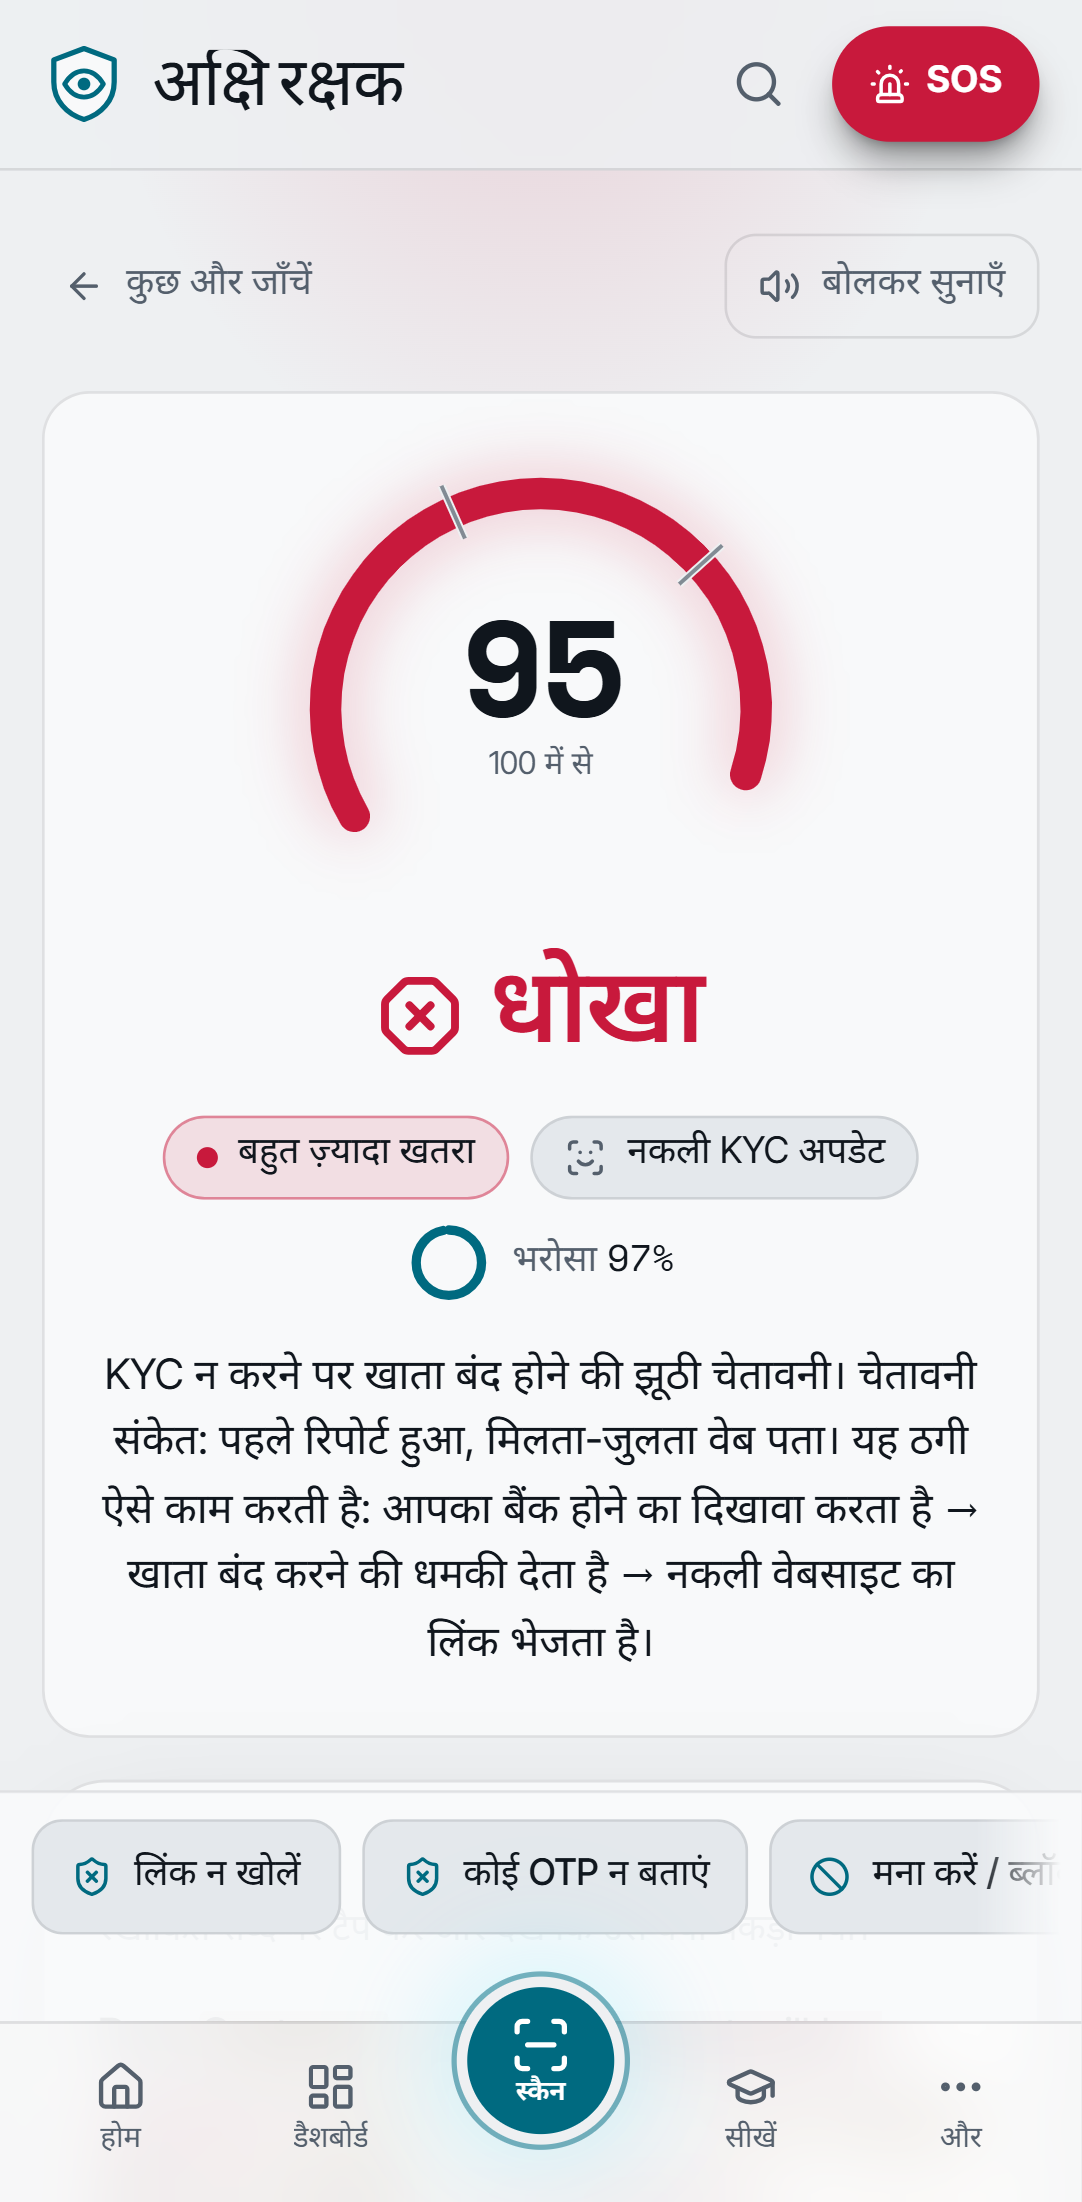 अक्षि रक्षक
SOS
कुछ और जाँचें
बोलकर सुनाएँ
95
100 में से
धोखा
बहुत ज़्यादा खतरा
नकली KYC अपडेट
भरोसा 97%
KYC न करने पर खाता बंद होने की झूठी चेतावनी। चेतावनी
संकेत: पहले रिपोर्ट हुआ, मिलता-जुलता वेब पता। यह ठगी
ऐसे काम करती है: आपका बैंक होने का दिखावा करता है →
खाता बंद करने की धमकी देता है → नकली वेबसाइट का
लिंक भेजता है।
लिंक न खोलें
कोई OTP न बताएं
मना करें /
स्कैन
होम
डैशबोर्ड
सीखें
और